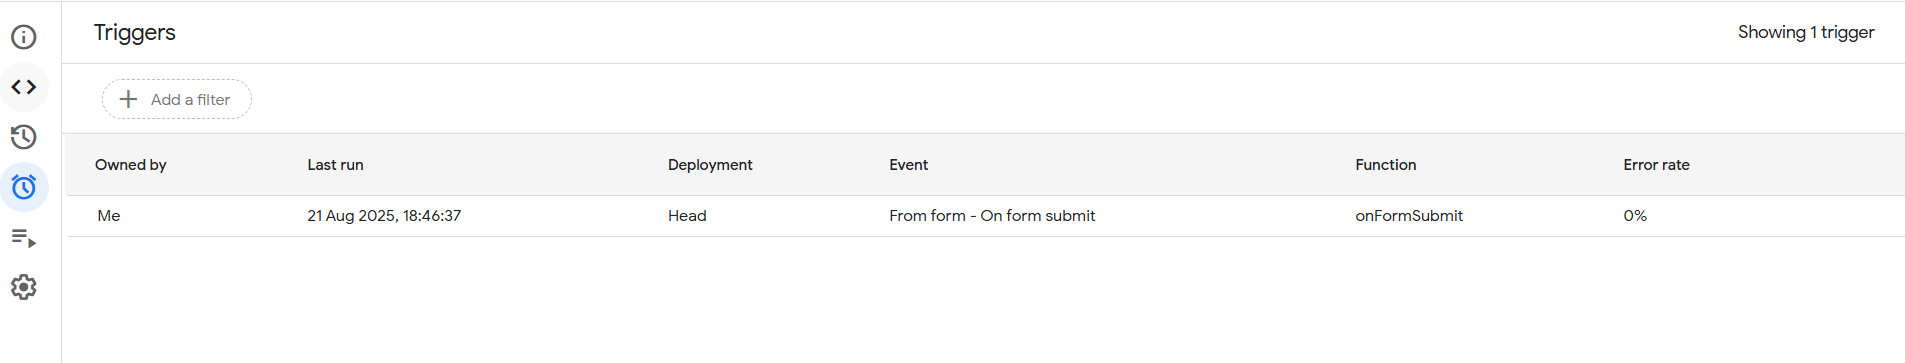 Triggers
Showing 1 trigger
Add a filter
Owned by Last run Deployment Event Function Error rate
Me 21 Aug 2025, 18:46:37 Head From form - On form submit onFormSubmit 0%